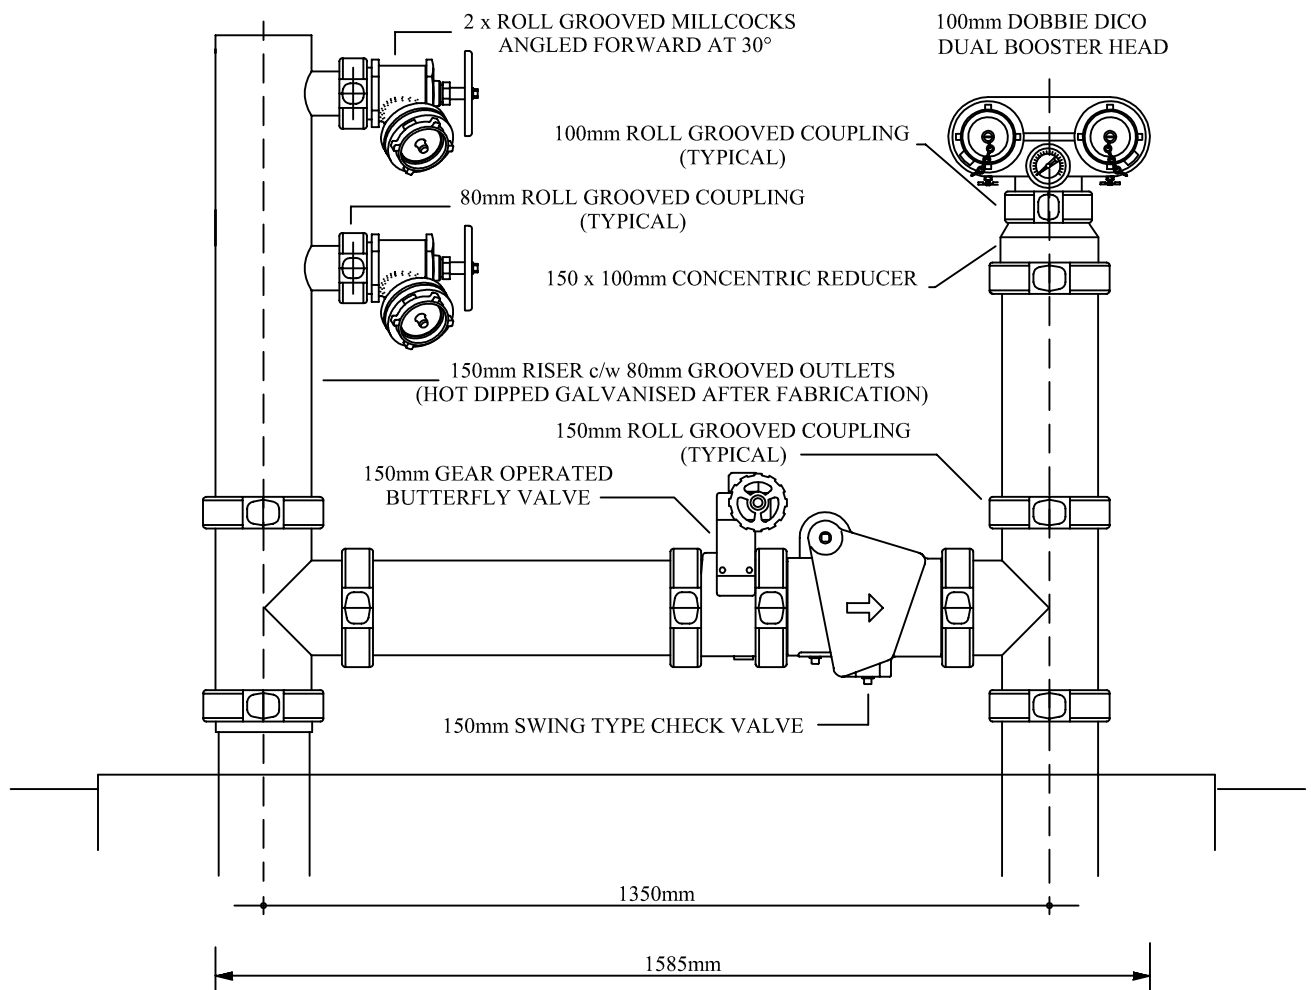 2 x ROLL GROOVED MILLCOCKS
ANGLED FORWARD AT 30°
100mm DOBBIE DICO
DUAL BOOSTER HEAD
100mm ROLL GROOVED COUPLING
(TYPICAL)
80mm ROLL GROOVED COUPLING
(TYPICAL)
150 x 100mm CONCENTRIC REDUCER
150mm RISER c/w 80mm GROOVED OUTLETS
(HOT DIPPED GALVANISED AFTER FABRICATION)
150mm ROLL GROOVED COUPLING
(TYPICAL)
150mm GEAR OPERATED
BUTTERFLY VALVE
150mm SWING TYPE CHECK VALVE
1350mm
1585mm